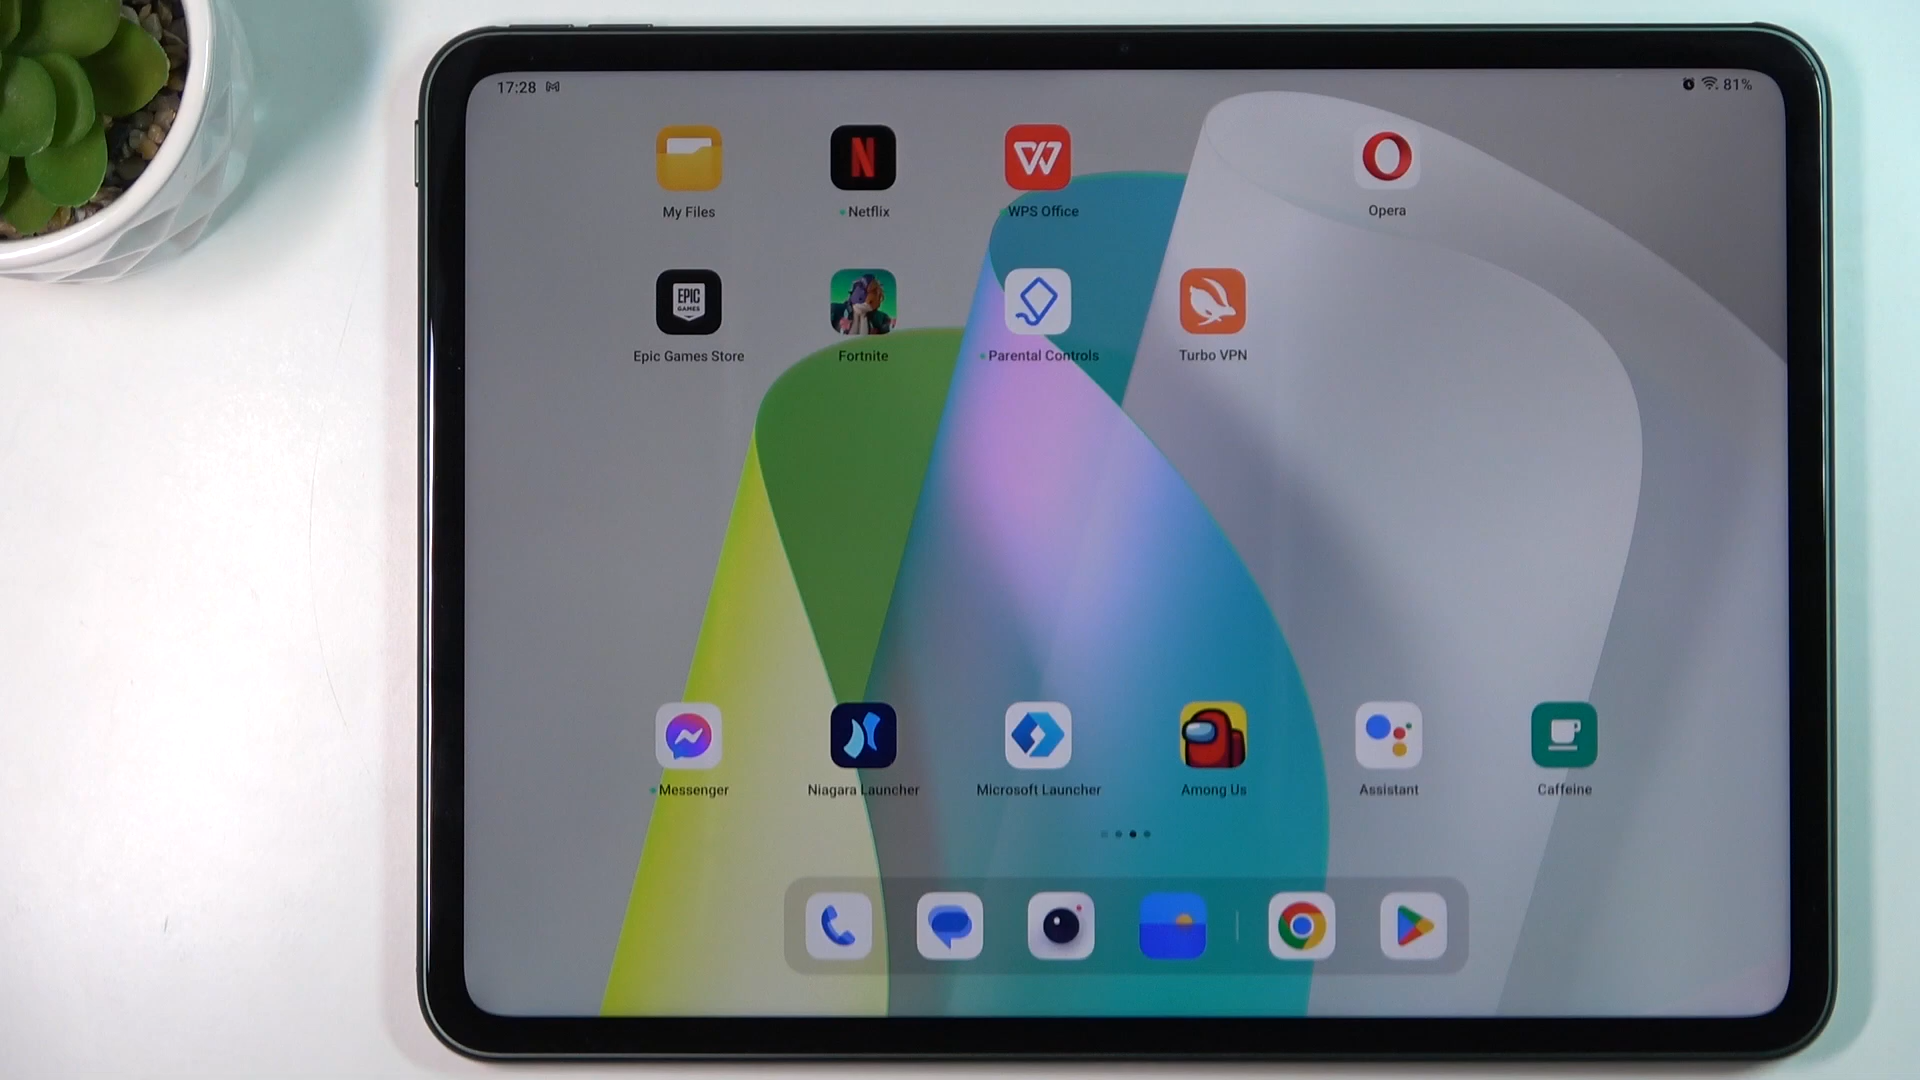 17:28
81%
My Files
Netflix
WPS Office
Opera
EPIC
GAMES
Epic Games Store
Fortnite
Parental Controls
Turbo VPN
Messenger
Niagara Launcher
Microsoft Launcher
Among Us
Assistant
Caffeine